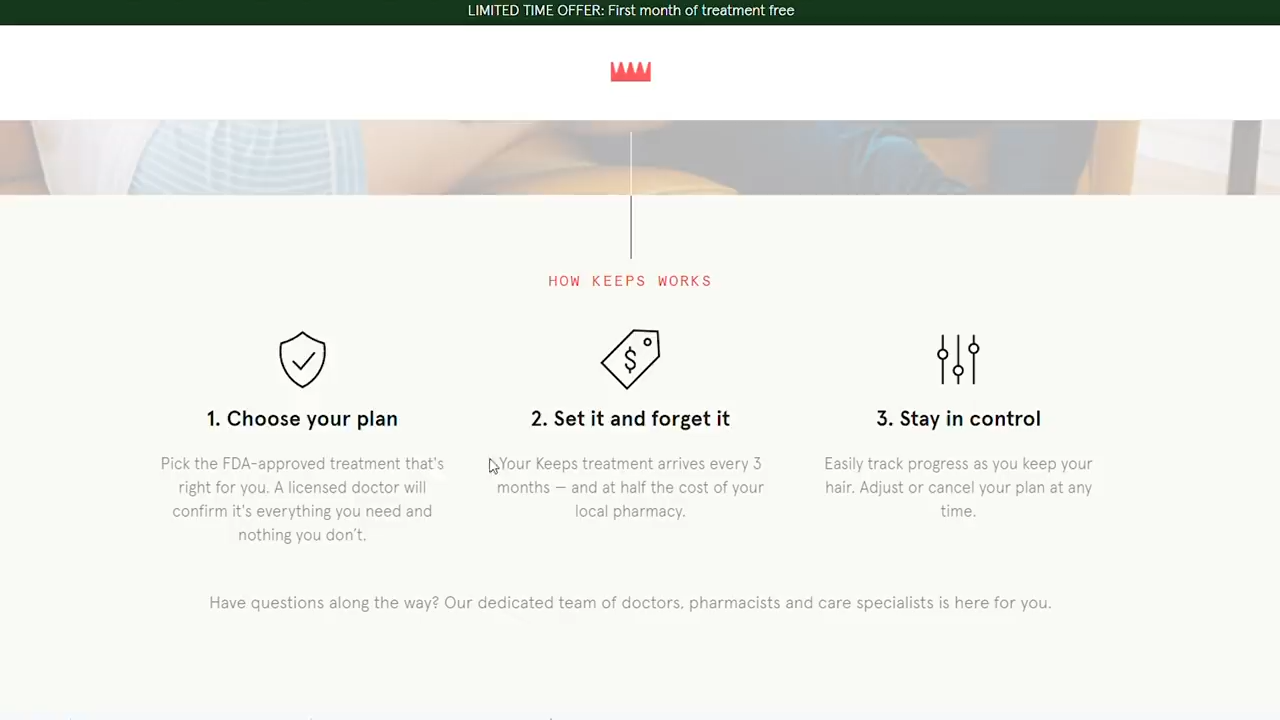 LIMITED TIME OFFER: First month of treatment free
HOW KEEPS WORKS
1. Choose your plan
Pick the FDA-approved treatment that's
right for you. A licensed doctor will
confirm it's everything you need and
nothing you don't.
2. Set it and forget it
Your Keeps treatment arrives every 3
months — and at half the cost of your
local pharmacy.
3. Stay in control
Easily track progress as you keep your
hair. Adjust or cancel your plan at any
time.
Have questions along the way? Our dedicated team of doctors, pharmacists and care specialists is here for you.